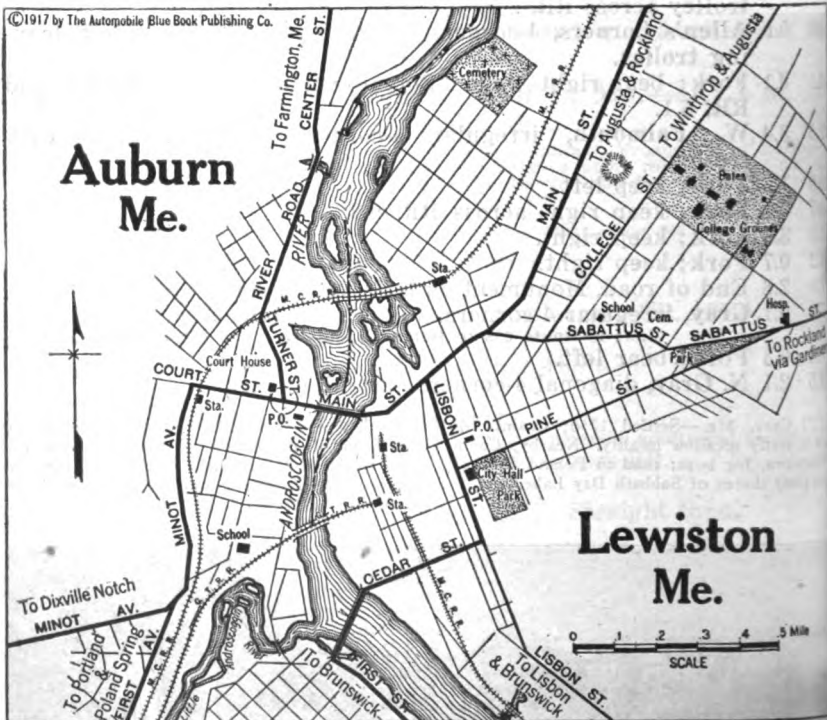 ©1917 by The Automobile Blue Book Publishing Co.
To Farmington, Me.
CENTER ST.
Cemetery
M. C. R. R.
To Augusta & Rockland
To Winthrop & Augusta
Auburn
Me.
RIVER ROAD
RIVER
MAIN ST.
COLLEGE ST.
Bates
College Grounds
M. C. R. R.
Sta.
School
Cem.
Hosp.
SABATTUS ST.
SABATTUS ST.
To Rockland
via Gardiner
Park
TURNER ST.
Court House
COURT ST.
MAIN ST.
Sta.
P.O.
LISBON ST.
P.O.
PINE ST.
MINOT AV.
ANDROSCOGGIN
Sta.
City Hall
Park
G. T. R. R.
Sta.
School
CEDAR ST.
Lewiston
Me.
To Dixville Notch
MINOT AV.
G. T. R. R.
M. C. R. R.
M. C. R. R.
To Portland
&
Poland Spring
FIRST AV.
Little Androscoggin
To Brunswick
FIRST ST.
To Lisbon
& Brunswick
LISBON ST.
0 .1 .2 .3 .4 .5 Mile
SCALE